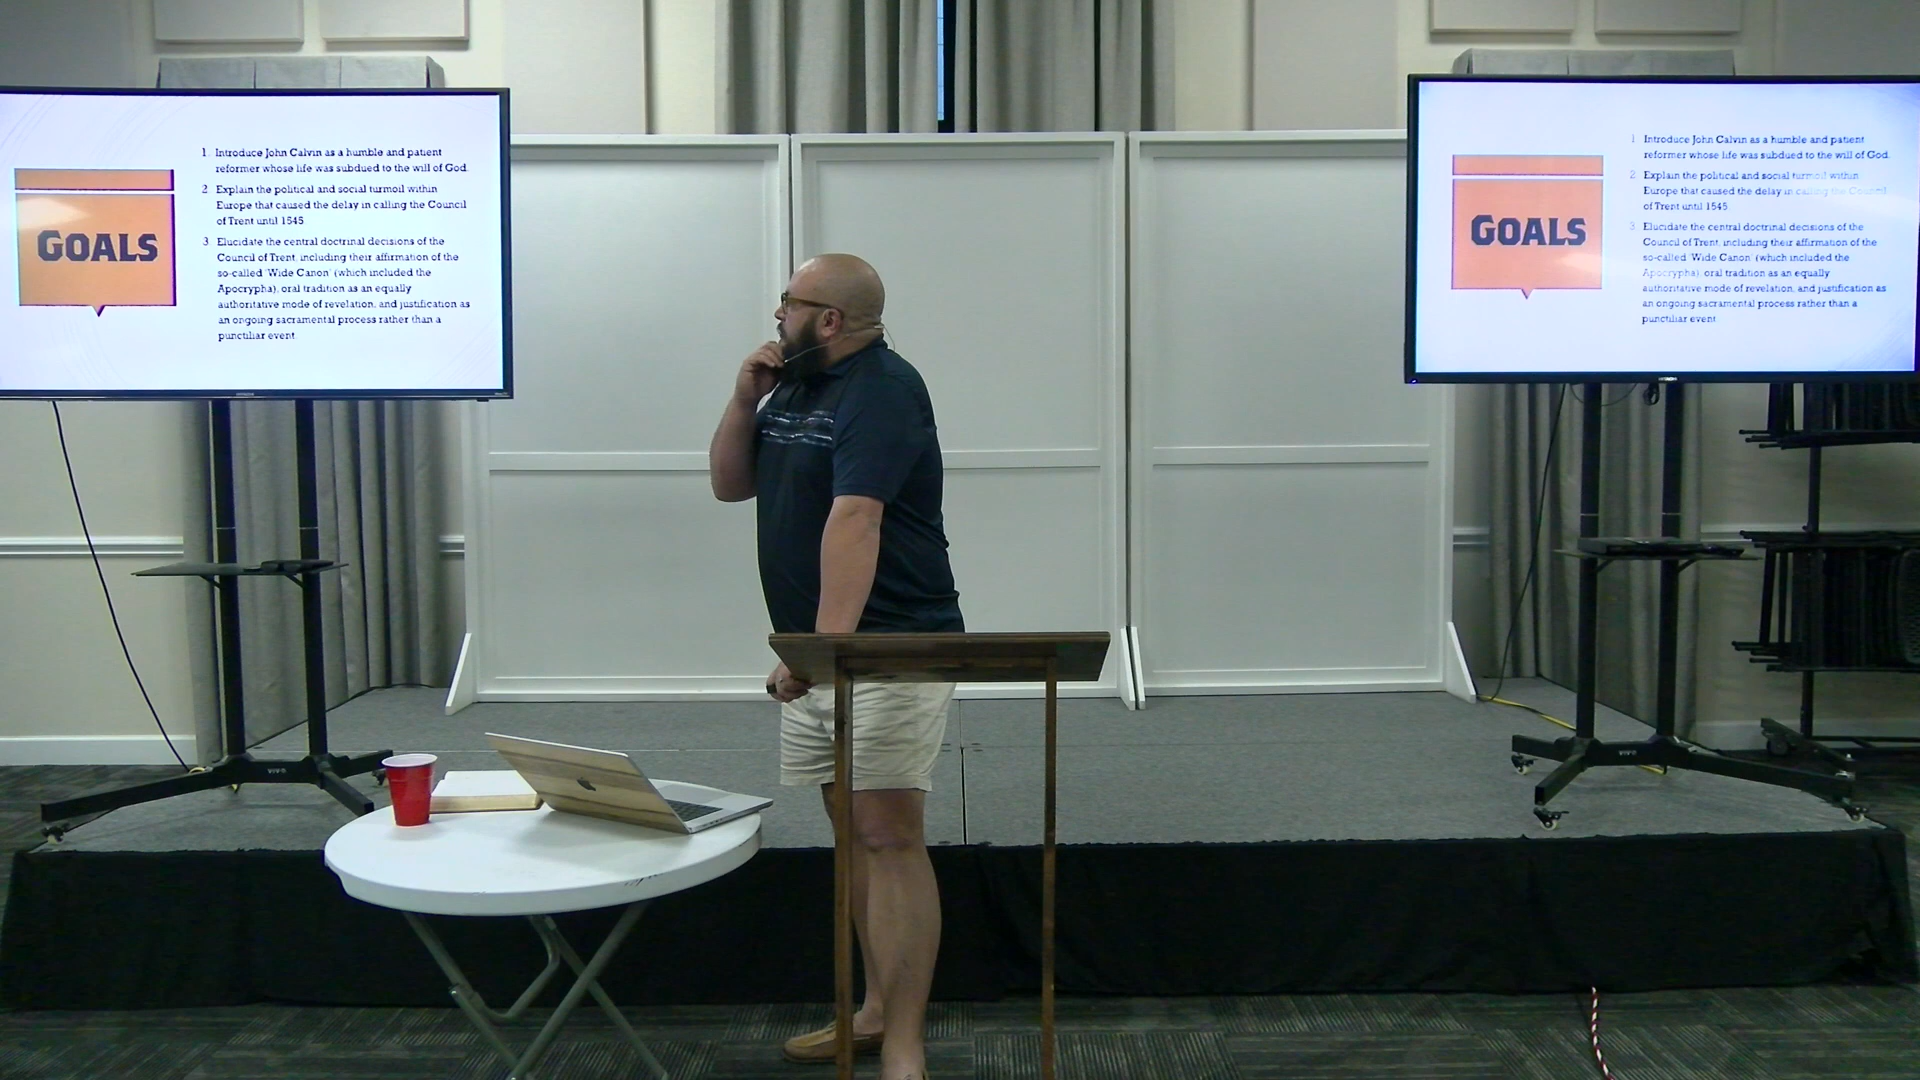 GOALS
1. Introduce John Calvin as a humble and patient
reformer whose life was subdued to the will of God.
2. Explain the political and social turmoil within
Europe that caused the delay in calling the Council
of Trent until 1545.
3. Elucidate the central doctrinal decisions of the
Council of Trent, including their affirmation of the
so-called 'Wide Canon' (which included the
Apocrypha), oral tradition as an equally
authoritative mode of revelation, and justification as
an ongoing sacramental process rather than a
punctiliar event.
GOALS
1. Introduce John Calvin as a humble and patient
reformer whose life was subdued to the will of God.
2. Explain the political and social turmoil within
Europe that caused the delay in calling the Council
of Trent until 1545.
3. Elucidate the central doctrinal decisions of the
Council of Trent, including their affirmation of the
so-called 'Wide Canon' (which included the
Apocrypha), oral tradition as an equally
authoritative mode of revelation, and justification as
an ongoing sacramental process rather than a
punctiliar event.
VIVO
VIVO